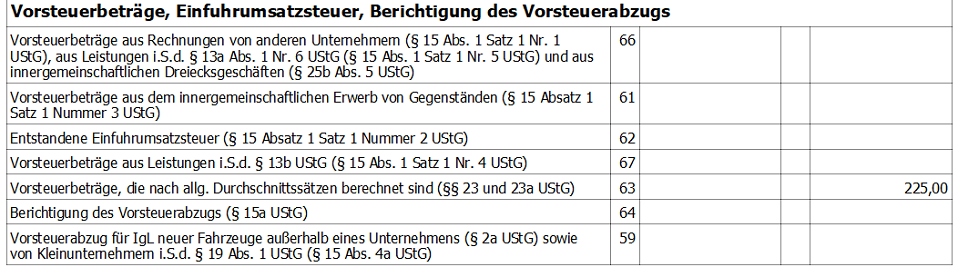 Vorsteuerbeträge, Einfuhrumsatzsteuer, Berichtigung des Vorsteuerabzugs
Vorsteuerbeträge aus Rechnungen von anderen Unternehmern (§ 15 Abs. 1 Satz 1 Nr. 1 66
UStG), aus Leistungen i.S.d. § 13a Abs. 1 Nr. 6 UStG (§ 15 Abs. 1 Satz 1 Nr. 5 UStG) und aus
innergemeinschaftlichen Dreiecksgeschäften (§ 25b Abs. 5 UStG)
Vorsteuerbeträge aus dem innergemeinschaftlichen Erwerb von Gegenständen (§ 15 Absatz 1 61
Satz 1 Nummer 3 UStG)
Entstandene Einfuhrumsatzsteuer (§ 15 Absatz 1 Satz 1 Nummer 2 UStG) 62
Vorsteuerbeträge aus Leistungen i.S.d. § 13b UStG (§ 15 Abs. 1 Satz 1 Nr. 4 UStG) 67
Vorsteuerbeträge, die nach allg. Durchschnittssätzen berechnet sind (§§ 23 und 23a UStG) 63 225,00
Berichtigung des Vorsteuerabzugs (§ 15a UStG) 64
Vorsteuerabzug für IgL neuer Fahrzeuge außerhalb eines Unternehmens (§ 2a UStG) sowie 59
von Kleinunternehmern i.S.d. § 19 Abs. 1 UStG (§ 15 Abs. 4a UStG)